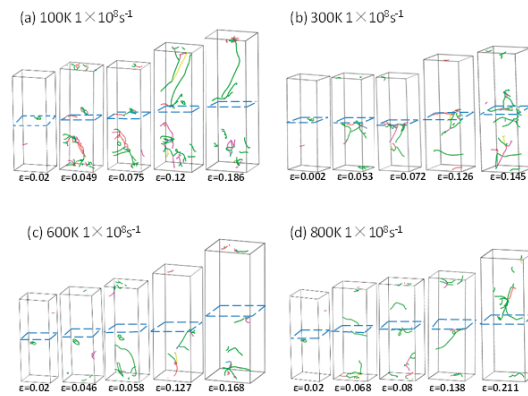 (a) 100K 1×10⁸s⁻¹
ε=0.02 ε=0.049 ε=0.075 ε=0.12 ε=0.186
(b) 300K 1×10⁸s⁻¹
ε=0.002 ε=0.053 ε=0.072 ε=0.126 ε=0.145
(c) 600K 1×10⁸s⁻¹
ε=0.02 ε=0.046 ε=0.058 ε=0.127 ε=0.168
(d) 800K 1×10⁸s⁻¹
ε=0.02 ε=0.068 ε=0.08 ε=0.138 ε=0.211